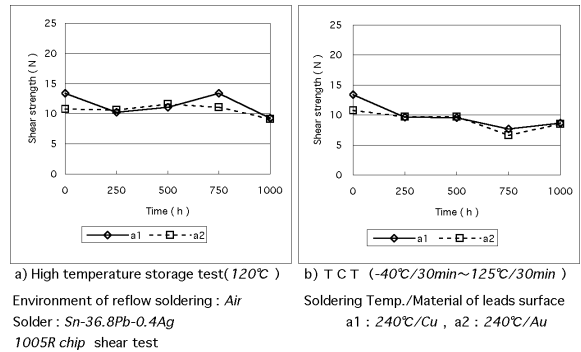 25
20
15
10
5
0
Shear strength ( N )
0 250 500 750 1000
Time ( h )
a1 a2
25
20
15
10
5
0
Shear strength ( N )
0 250 500 750 1000
Time ( h )
a1 a2
a) High temperature storage test(120℃ )
b) T C T (-40℃/30min～125℃/30min )
Environment of reflow soldering : Air
Solder : Sn-36.8Pb-0.4Ag
1005R chip shear test
Soldering Temp./Material of leads surface
a1 : 240℃/Cu , a2 : 240℃/Au